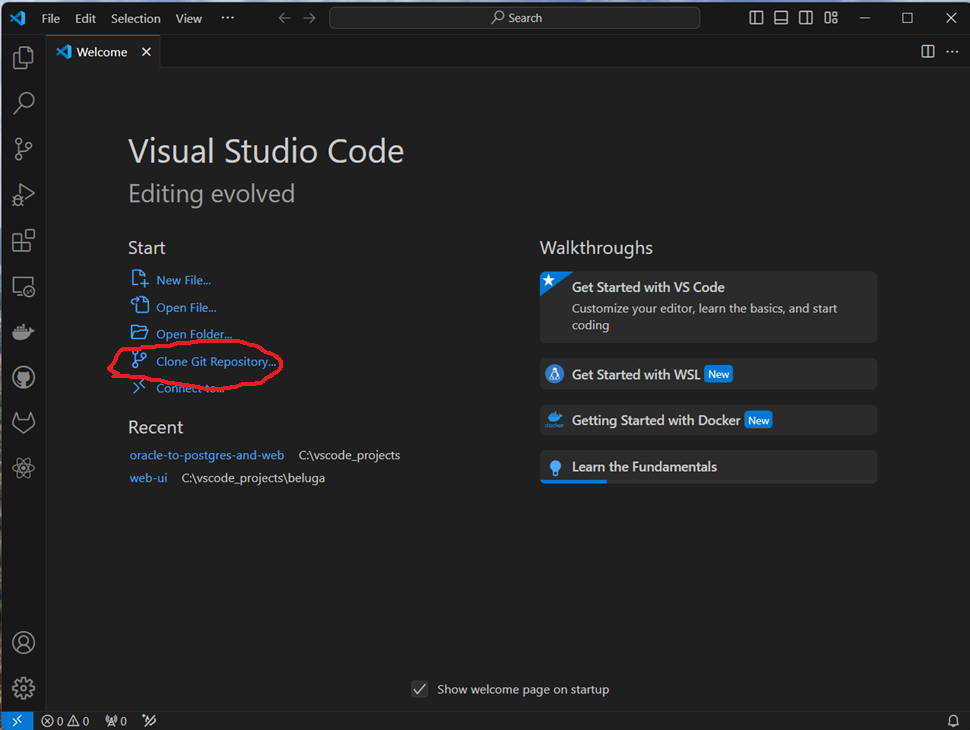 File Edit Selection View ··· Search
Welcome
Visual Studio Code
Editing evolved
Start
New File...
Open File...
Open Folder...
Clone Git Repository...
Connect to...
Recent
oracle-to-postgres-and-web C:\vscode_projects
web-ui C:\vscode_projects\beluga
Walkthroughs
Get Started with VS Code
Customize your editor, learn the basics, and start
coding
Get Started with WSL New
docker Getting Started with Docker New
Learn the Fundamentals
Show welcome page on startup
0 0 0